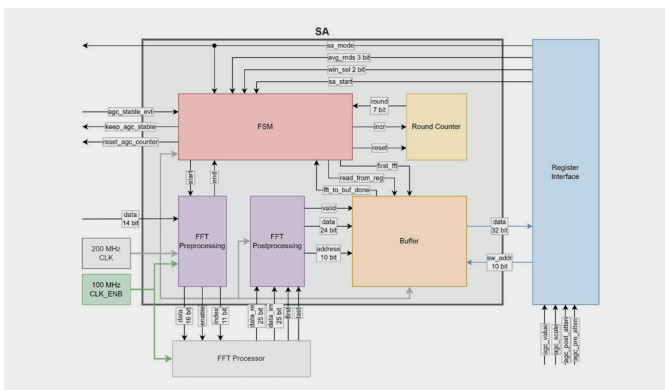 SA
sa_mode
avg_rnds 3 bit
win_sel 2 bit
sa_start
agc_stable_evt
keep_agc_stable
reset_agc_counter
FSM
round
7 bit
incr
reset
Round Counter
first_fft
read_from_reg
fft_to_buf_done
start
end
Register
Interface
data
14 bit
FFT
Preprocessing
FFT
Postprocessing
valid
data
24 bit
address
10 bit
Buffer
data
32 bit
sw_addr
10 bit
200 MHz
CLK
100 MHz
CLK_ENB
data
16 bit
enable
index
11 bit
data_re
25 bit
data_im
25 bit
first
last
FFT Processor
agc_value
agc_scale
agc_post_atten
agc_pre_atten